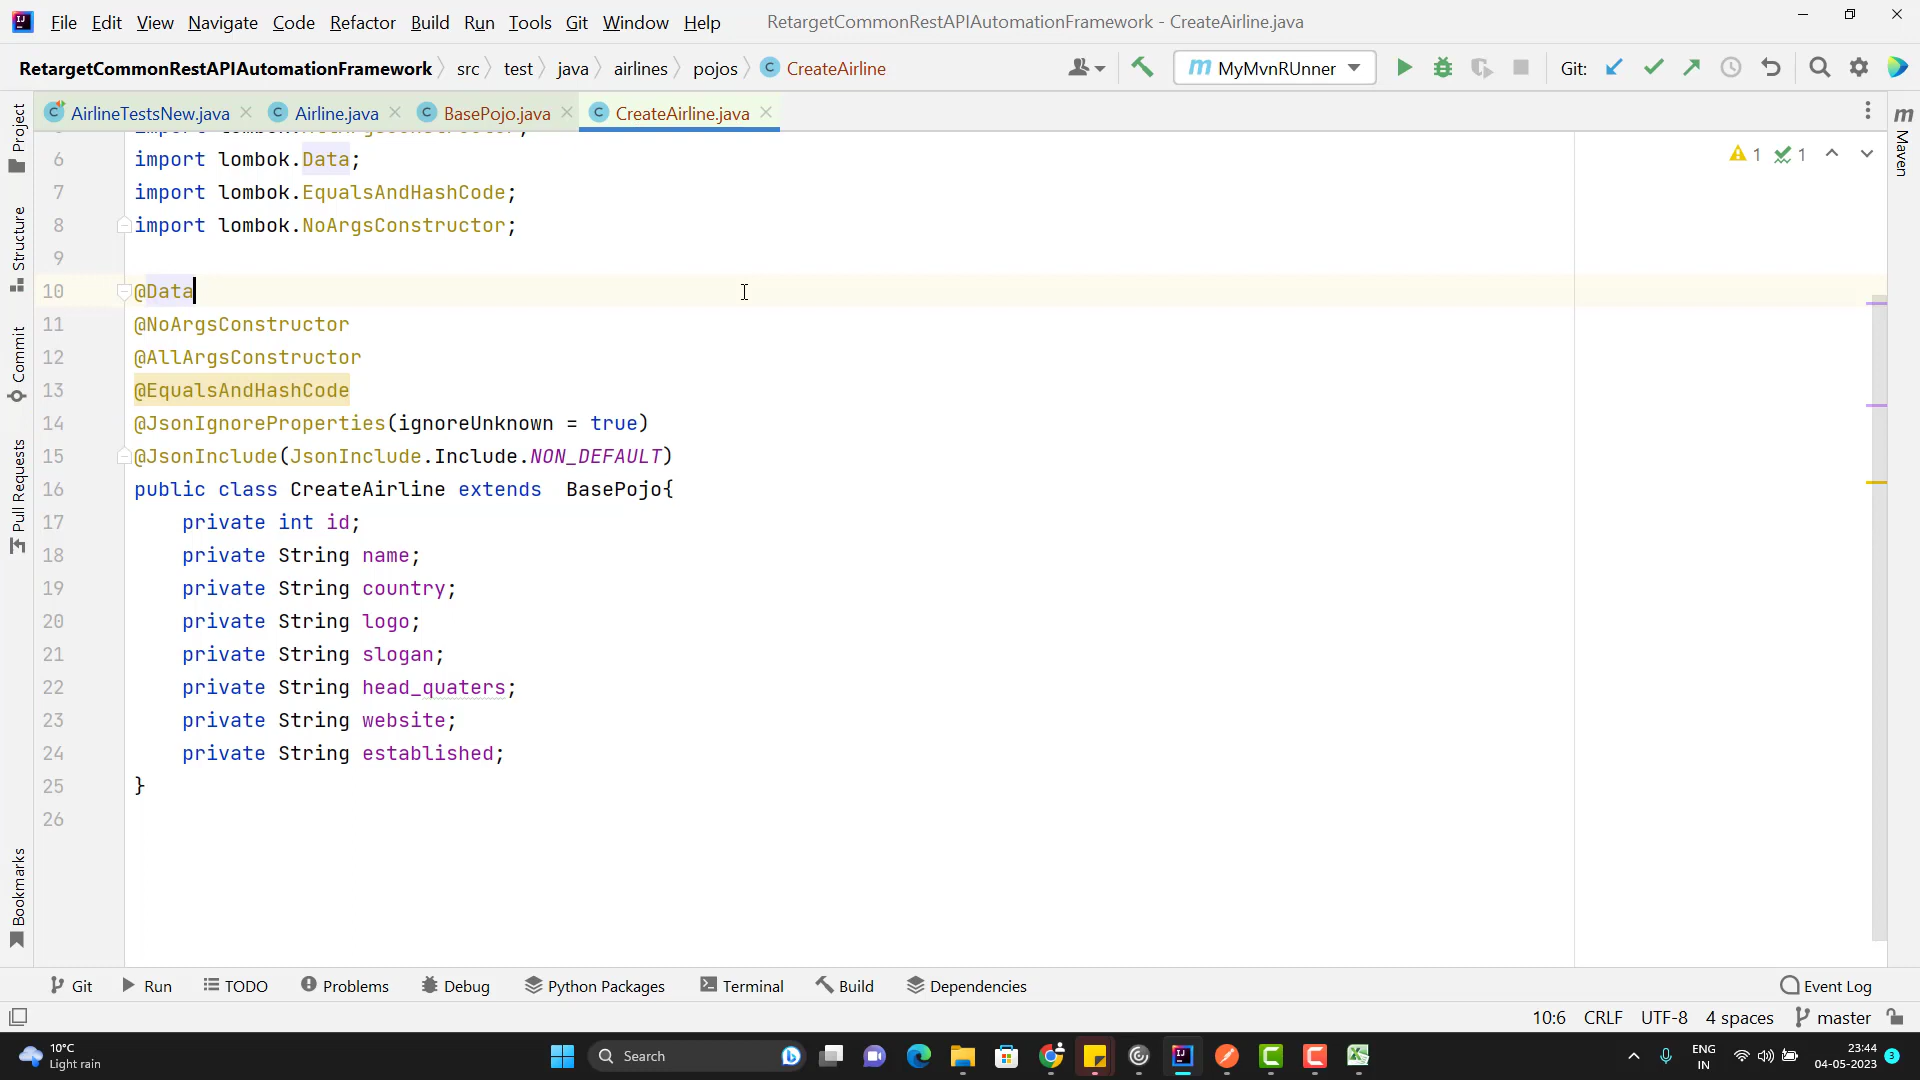 File Edit View Navigate Code Refactor Build Run Tools Git Window Help RetargetCommonRestAPIAutomationFramework - CreateAirline.java
RetargetCommonRestAPIAutomationFramework src test java airlines pojos CreateAirline MyMvnRUnner Git:
AirlineTestsNew.java Airline.java BasePojo.java CreateAirline.java
Project
Structure
Commit
Pull Requests
Bookmarks
Maven
1 1
6 import lombok.Data;
7 import lombok.EqualsAndHashCode;
8 import lombok.NoArgsConstructor;
9
10 @Data
11 @NoArgsConstructor
12 @AllArgsConstructor
13 @EqualsAndHashCode
14 @JsonIgnoreProperties(ignoreUnknown = true)
15 @JsonInclude(JsonInclude.Include.NON_DEFAULT)
16 public class CreateAirline extends  BasePojo{
17 private int id;
18 private String name;
19 private String country;
20 private String logo;
21 private String slogan;
22 private String head_quaters;
23 private String website;
24 private String established;
25 }
26
Git Run TODO Problems Debug Python Packages Terminal Build Dependencies Event Log
10:6 CRLF UTF-8 4 spaces master
10°C
Light rain
Search
ENG
IN
23:44
04-05-2023
3